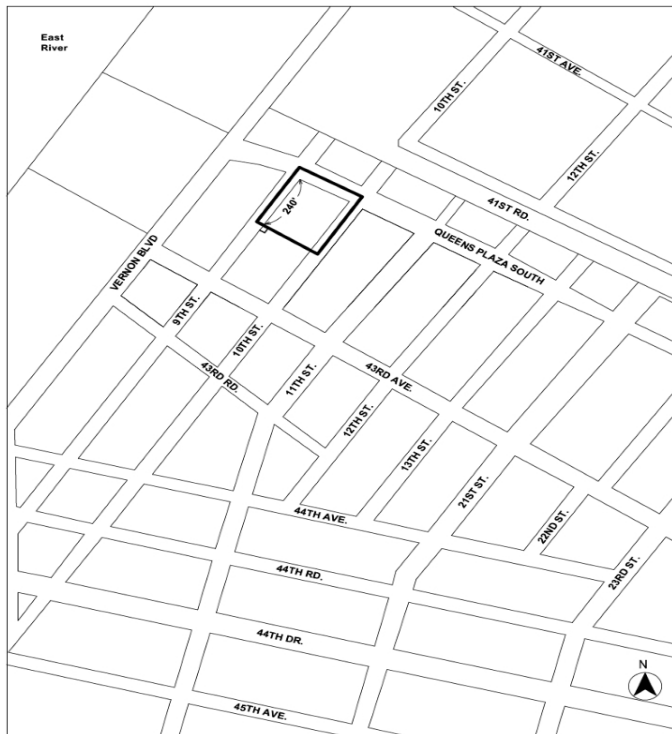 East
River
41ST AVE.
10TH ST.
12TH ST.
41ST RD.
240'
QUEENS PLAZA SOUTH
VERNON BLVD
9TH ST.
10TH ST.
43RD RD.
11TH ST.
43RD AVE.
12TH ST.
13TH ST.
21ST ST.
22ND ST.
23RD ST.
44TH AVE.
44TH RD.
44TH DR.
45TH AVE.
N